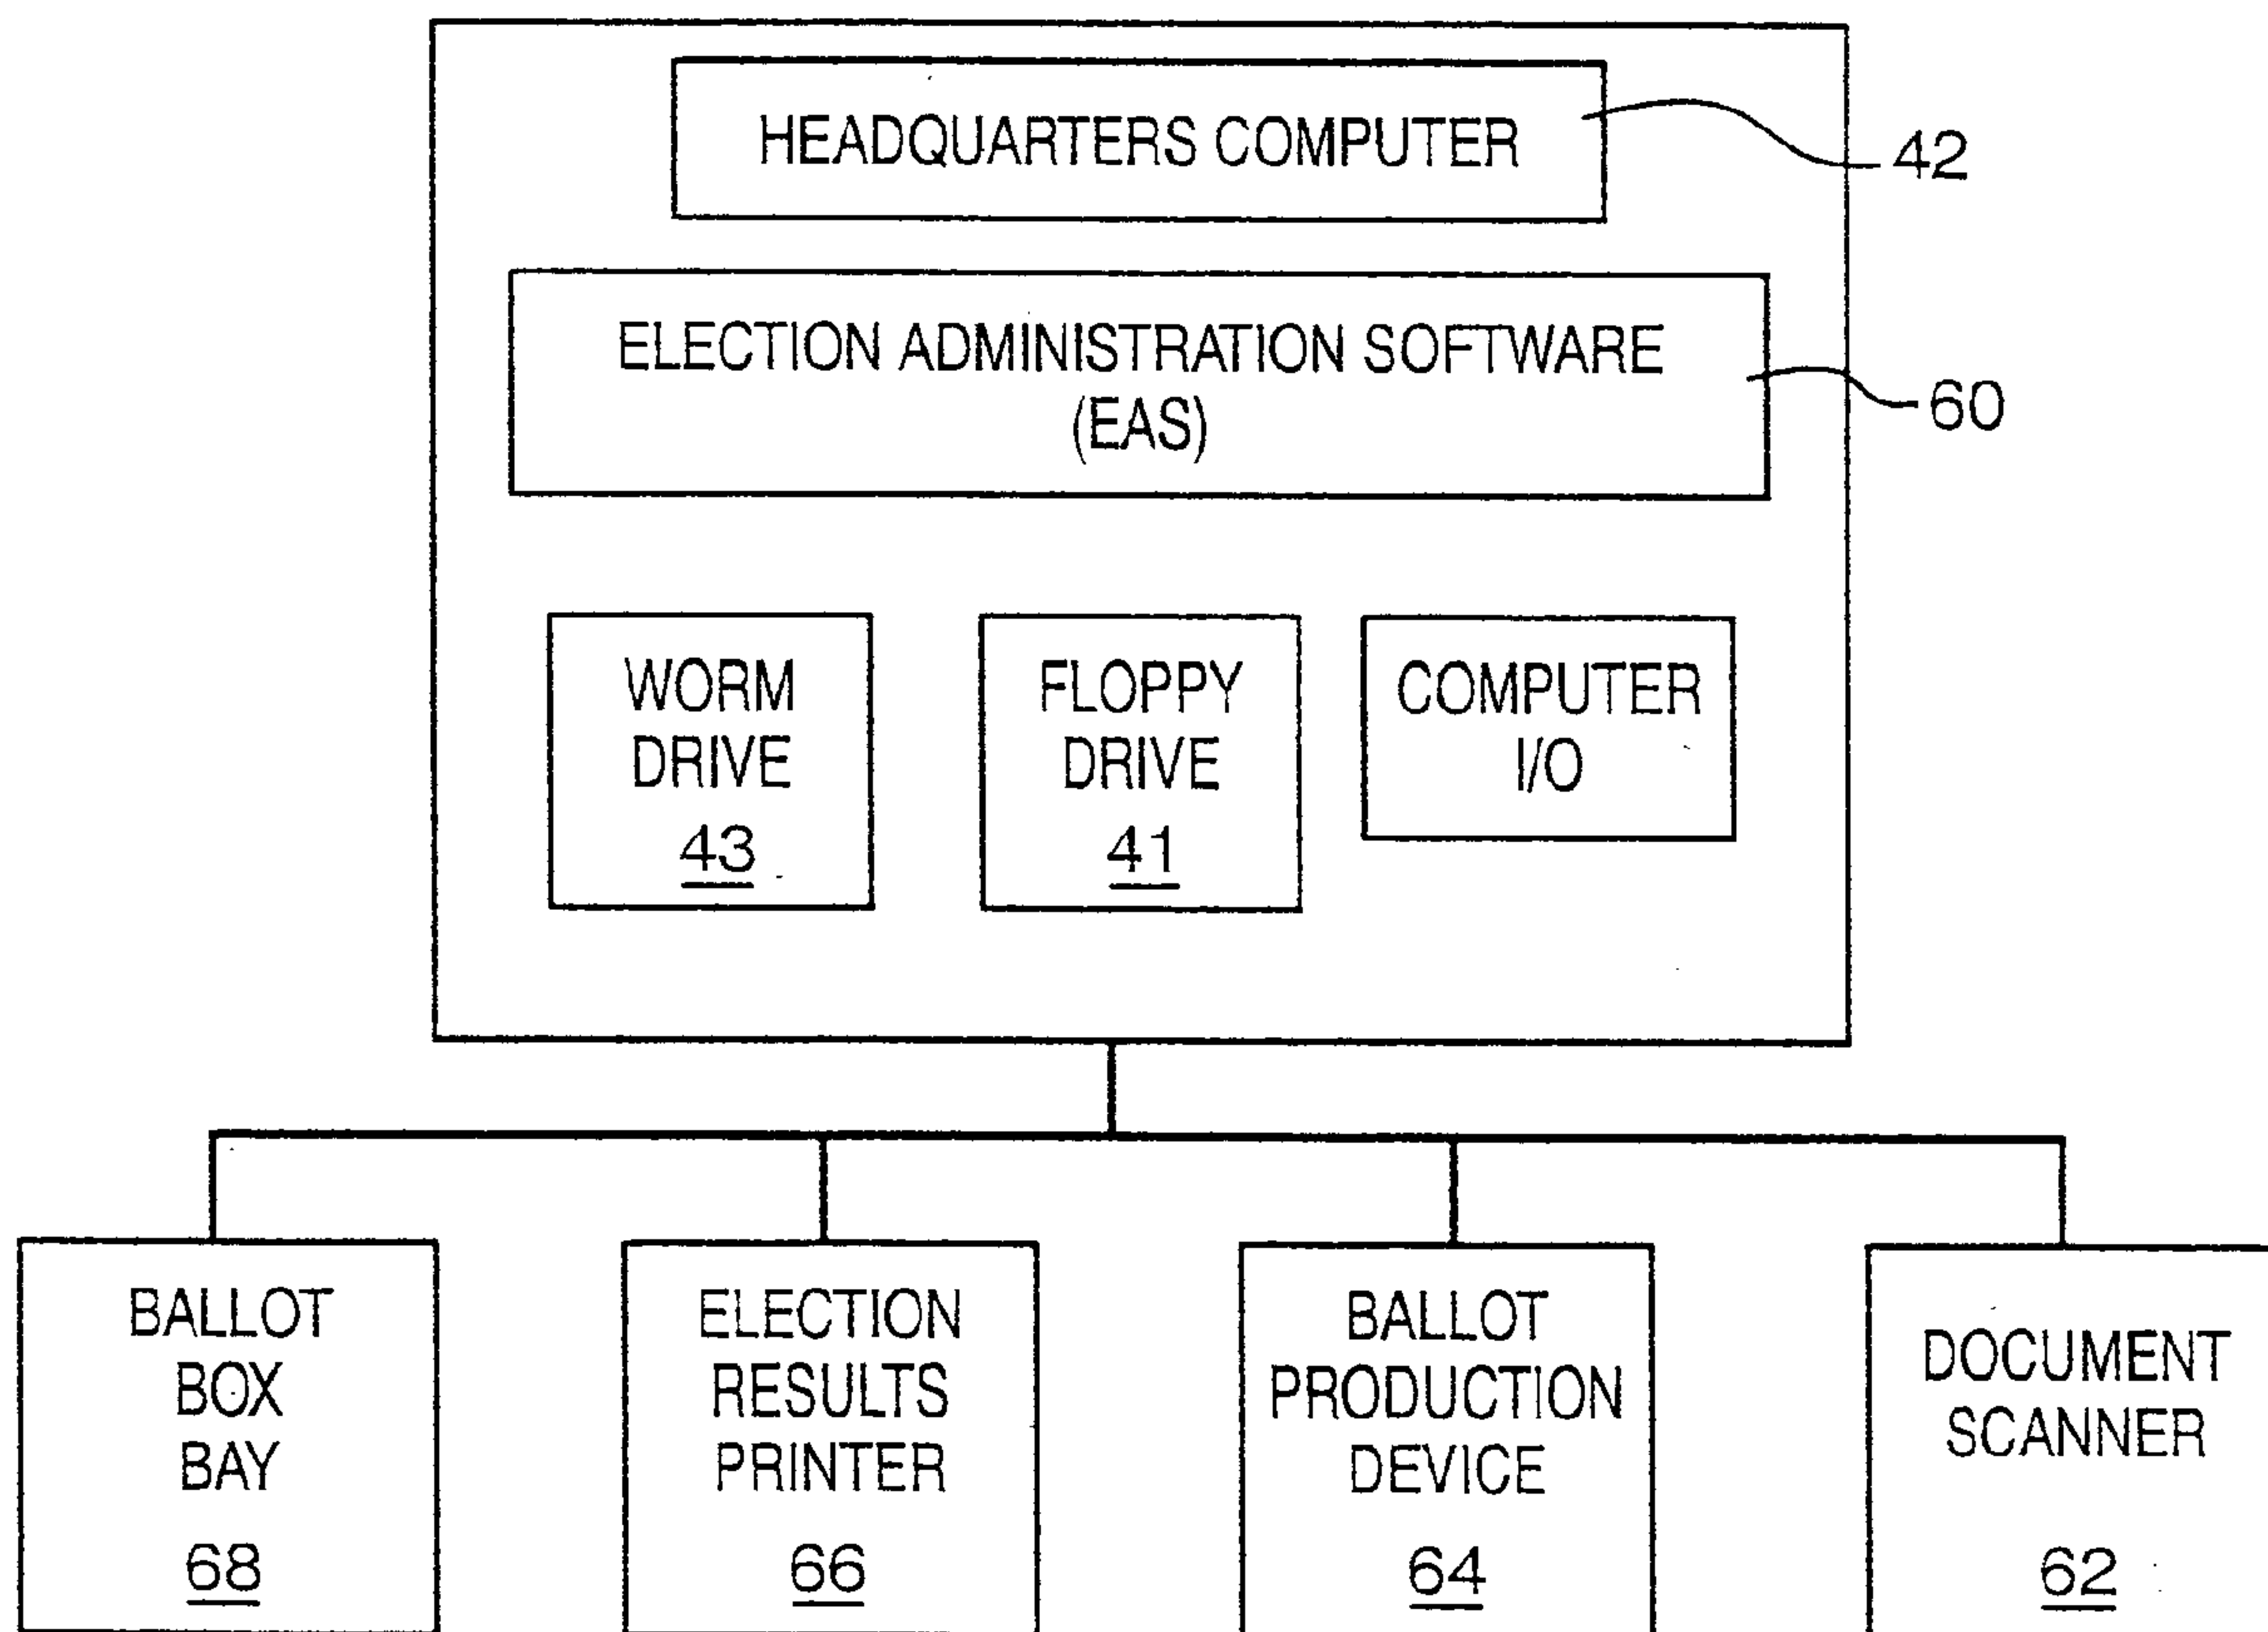 HEADQUARTERS COMPUTER
42
ELECTION ADMINISTRATION SOFTWARE
(EAS)
60
WORM
DRIVE
43
FLOPPY
DRIVE
41
COMPUTER
I/O
BALLOT
BOX
BAY
68
ELECTION
RESULTS
PRINTER
66
BALLOT
PRODUCTION
DEVICE
64
DOCUMENT
SCANNER
62